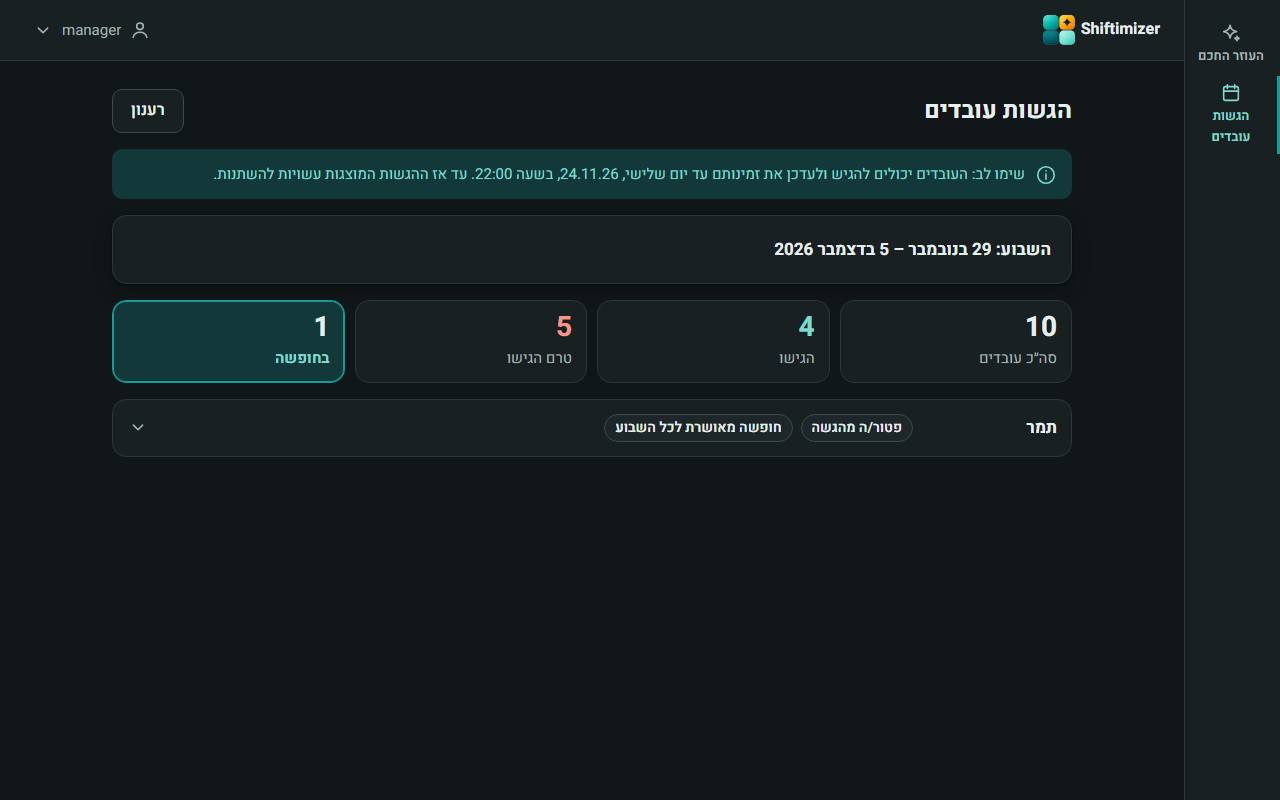 Shiftimizer
manager
העוזר החכם
הגשות
עובדים
הגשות עובדים
רענון
שימו לב: העובדים יכולים להגיש ולעדכן את זמינותם עד יום שלישי, 24.11.26, בשעה 22:00. עד אז ההגשות המוצגות עשויות להשתנות.
השבוע: 29 בנובמבר – 5 בדצמבר 2026
10
סה"כ עובדים
4
הגישו
5
טרם הגישו
1
בחופשה
תמר
פטור/ה מהגשה
חופשה מאושרת לכל השבוע